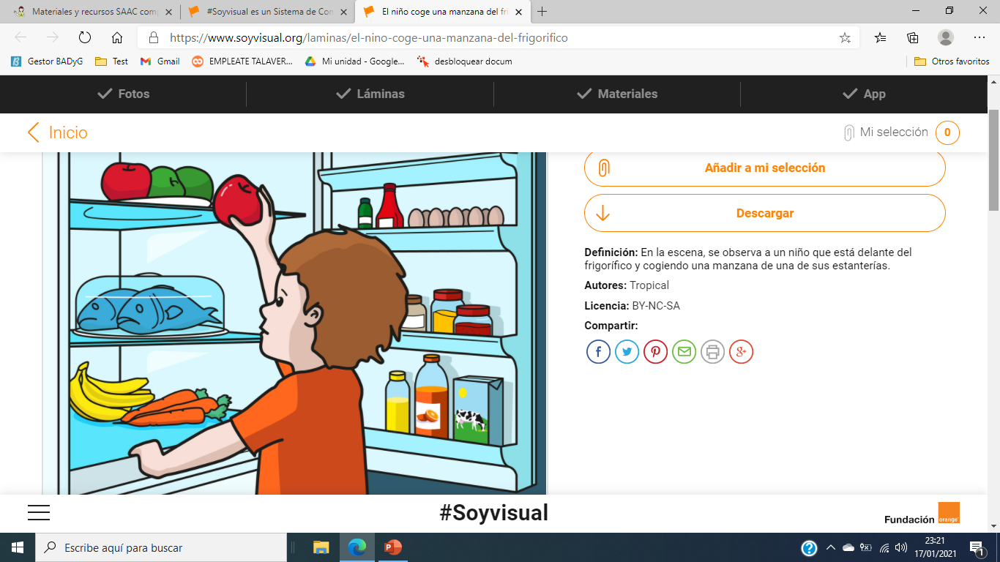 Materiales y recursos SAAC com
#Soyvisual es un Sistema de Con
El niño coge una manzana del fri
https://www.soyvisual.org/laminas/el-nino-coge-una-manzana-del-frigorifico
Gestor BADyG
Test
Gmail
EMPLEATE TALAVER...
Mi unidad - Google...
desbloquear docum
Otros favoritos
Fotos
Láminas
Materiales
App
Inicio
Mi selección
0
Añadir a mi selección
Descargar
Definición: En la escena, se observa a un niño que está delante del
frigorífico y cogiendo una manzana de una de sus estanterías.
Autores: Tropical
Licencia: BY-NC-SA
Compartir:
#Soyvisual
Fundación
orange
Escribe aquí para buscar
23:21
17/01/2021
1